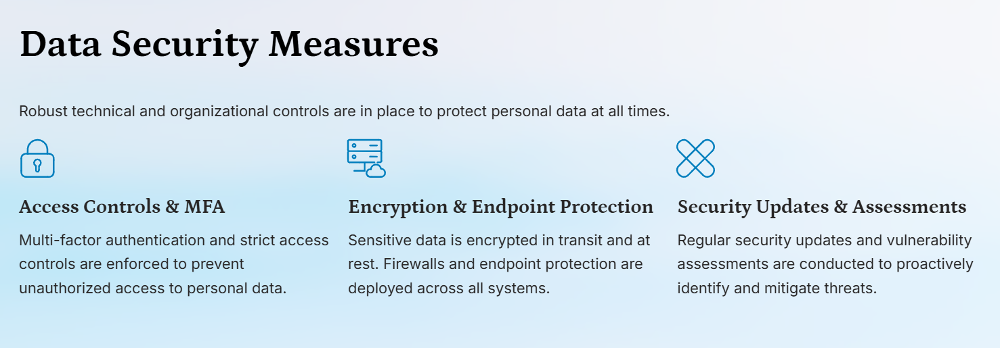 Data Security Measures
Robust technical and organizational controls are in place to protect personal data at all times.
Access Controls & MFA
Multi-factor authentication and strict access
controls are enforced to prevent
unauthorized access to personal data.
Encryption & Endpoint Protection
Sensitive data is encrypted in transit and at
rest. Firewalls and endpoint protection are
deployed across all systems.
Security Updates & Assessments
Regular security updates and vulnerability
assessments are conducted to proactively
identify and mitigate threats.